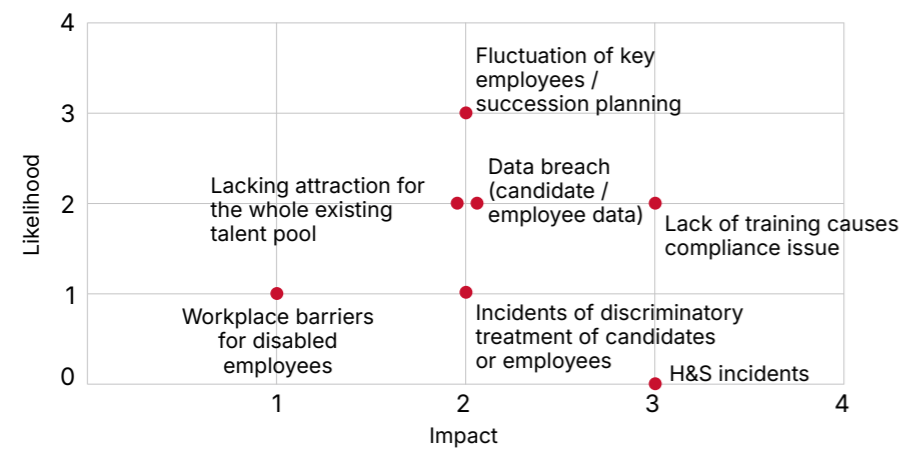 4
Fluctuation of key
employees /
succession planning
3
Data breach
(candidate /
employee data)
Lacking attraction for
the whole existing
talent pool
2
Lack of training causes
compliance issue
Likelihood
1
Workplace barriers
for disabled
employees
Incidents of discriminatory
treatment of candidates
or employees
H&S incidents
0
1
2
3
4
Impact